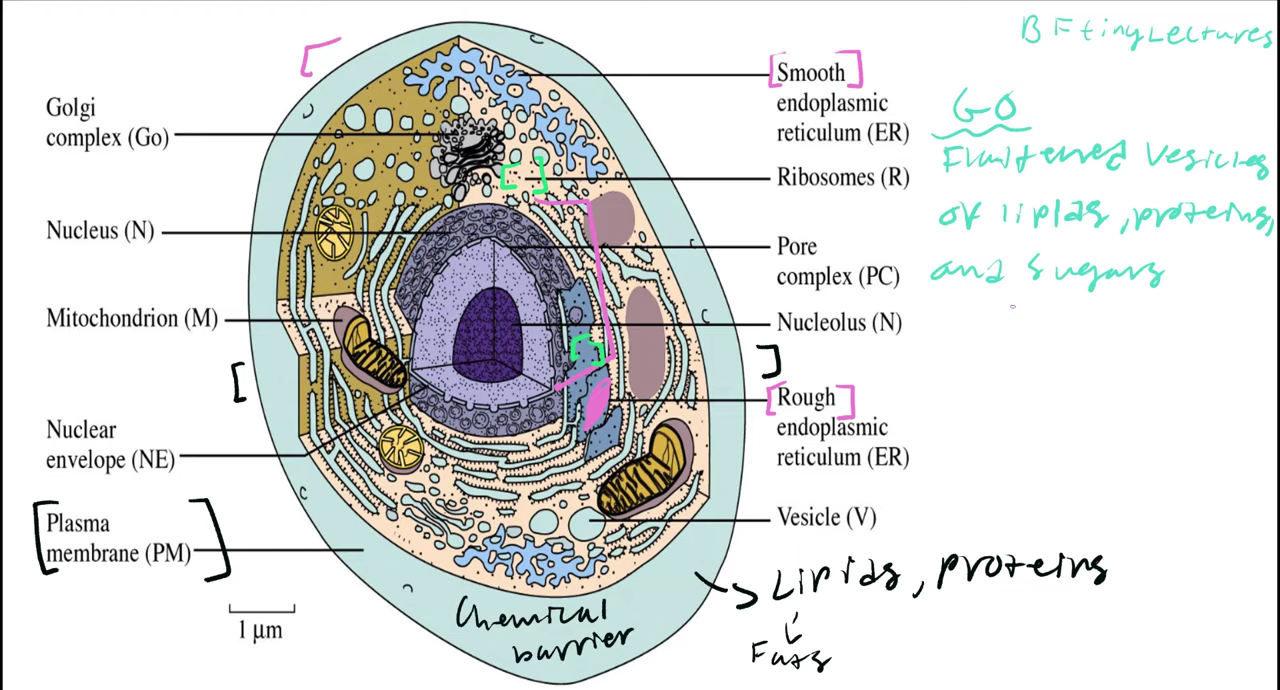 BFtinyLectures
Golgi
complex (Go)
Nucleus (N)
Mitochondrion (M)
Nuclear
envelope (NE)
Plasma
membrane (PM)
1 μm
Smooth
endoplasmic
reticulum (ER)
Ribosomes (R)
Pore
complex (PC)
Nucleolus (N)
Rough
endoplasmic
reticulum (ER)
Vesicle (V)
GO
Flattened Vesicles
of lipids, proteins,
and sugars
Lipids, proteins
Fats
Chemical
barrier